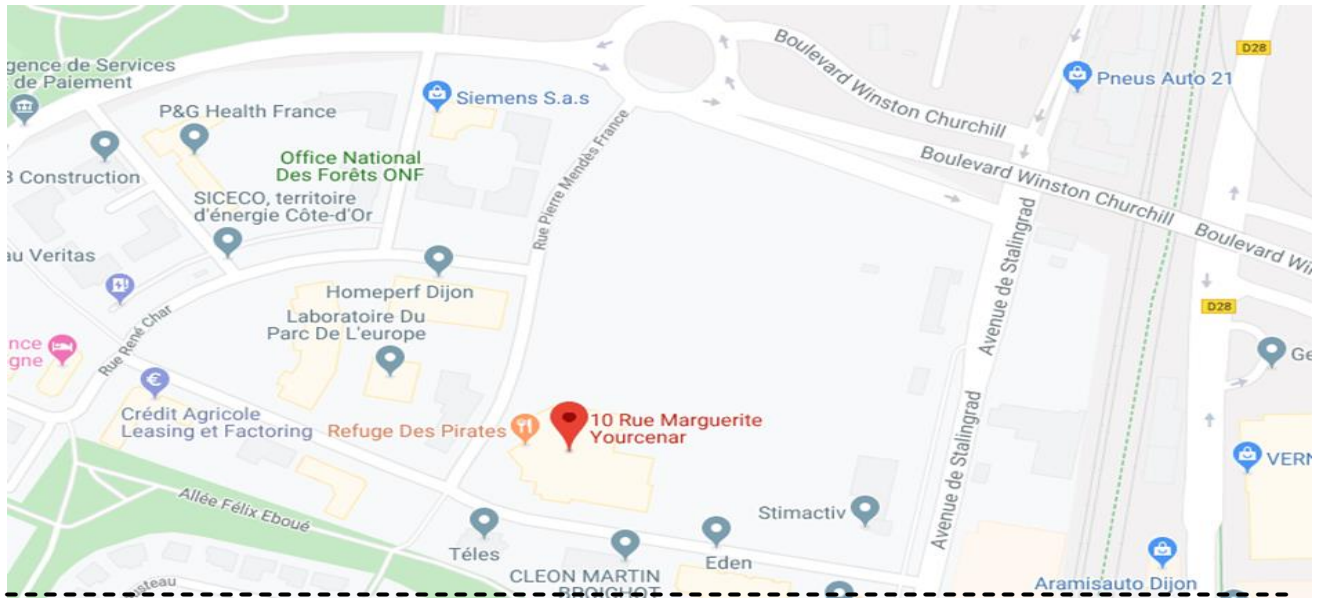 gence de Services
de Paiement
P&G Health France
Siemens S.a.s
Boulevard Winston Churchill
D28
Pneus Auto 21
Construction
Office National
Des Forêts ONF
SICECO, territoire
d'énergie Côte-d'Or
Rue Pierre Mendès France
Boulevard Winston Churchill
Boulevard Wi
au Veritas
Homeperf Dijon
Laboratoire Du
Parc De L'europe
Avenue de Stalingrad
D28
Rue René Char
nce
gne
Ge
Crédit Agricole
Leasing et Factoring
Refuge Des Pirates
10 Rue Marguerite
Yourcenar
VERN
Allée Félix Eboué
Avenue de Stalingrad
Stimactiv
Téles
Eden
CLEON MARTIN
BROICHOT
steau
Aramisauto Dijon